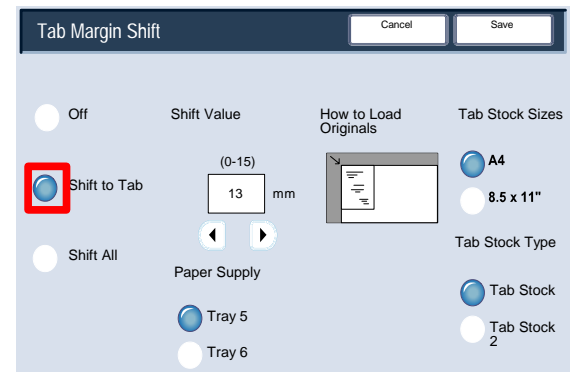 Tab Margin Shift
Cancel
Save
Off
Shift to Tab
Shift All
Shift Value
(0-15)
13 mm
Paper Supply
Tray 5
Tray 6
How to Load
Originals
Tab Stock Sizes
A4
8.5 x 11"
Tab Stock Type
Tab Stock
Tab Stock
2